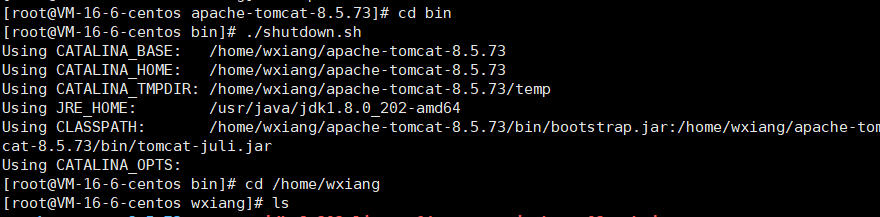 [root@VM-16-6-centos apache-tomcat-8.5.73]# cd bin
[root@VM-16-6-centos bin]# ./shutdown.sh
Using CATALINA_BASE:   /home/wxiang/apache-tomcat-8.5.73
Using CATALINA_HOME:   /home/wxiang/apache-tomcat-8.5.73
Using CATALINA_TMPDIR: /home/wxiang/apache-tomcat-8.5.73/temp
Using JRE_HOME:        /usr/java/jdk1.8.0_202-amd64
Using CLASSPATH:       /home/wxiang/apache-tomcat-8.5.73/bin/bootstrap.jar:/home/wxiang/apache-tom
cat-8.5.73/bin/tomcat-juli.jar
Using CATALINA_OPTS:
[root@VM-16-6-centos bin]# cd /home/wxiang
[root@VM-16-6-centos wxiang]# ls